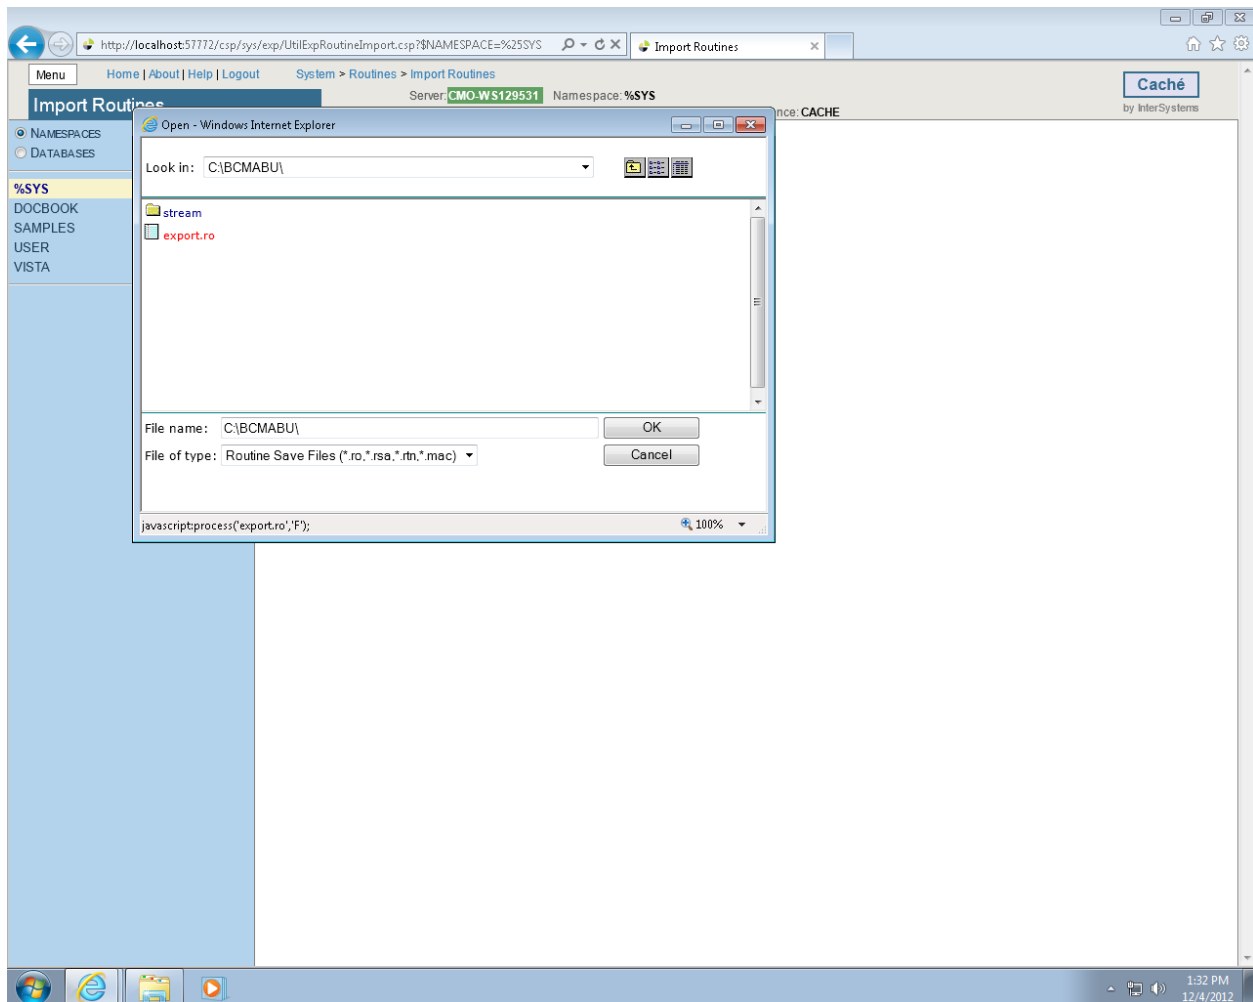 http://localhost:57772/csp/sys/exp/UtilExpRoutineImport.csp?$NAMESPACE=%25SYS
Import Routines
Menu Home | About | Help | Logout System > Routines > Import Routines
Server: CMO-WS129531 Namespace: %SYS
Caché
by InterSystems
Import Routines
nce: CACHE
NAMESPACES
DATABASES
%SYS
DOCBOOK
SAMPLES
USER
VISTA
Open - Windows Internet Explorer
Look in: C:\BCMABU\
stream
export.ro
File name: C:\BCMABU\ OK
File of type: Routine Save Files (*.ro,*.rsa,*.rtn,*.mac) Cancel
javascript:process('export.ro','F'); 100%
1:32 PM
12/4/2012